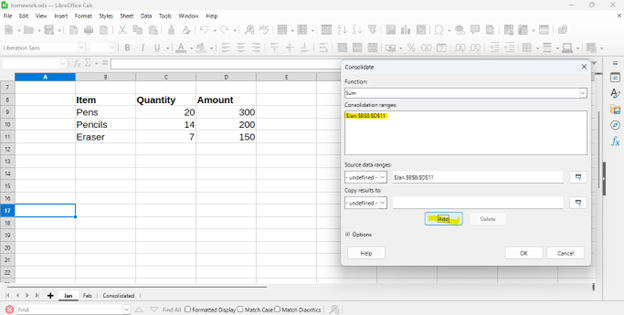 homework.ods — LibreOffice Calc
File Edit View Insert Format Styles Sheet Data Tools Window Help
Liberation Sans
A B C D E
7
8 Item Quantity Amount
9 Pens 20 300
10 Pencils 14 200
11 Eraser 7 150
12
13
14
15
16
17
18
19
20
21
22
Consolidate
Function:
Sum
Consolidation ranges:
$Jan.$B$8:$D$11
Source data ranges:
- undefined - $Jan.$B$8:$D$11
Copy results to:
- undefined -
Add Delete
Options
Help OK Cancel
Jan Feb Consolidated
Find Find All Formatted Display Match Case Match Diacritics